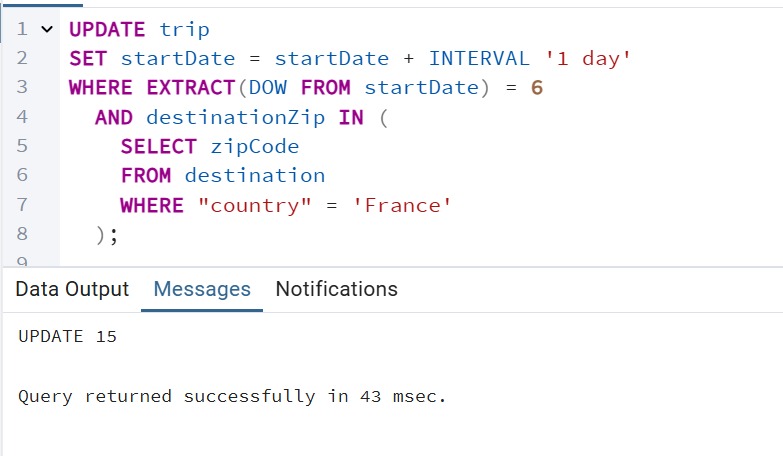 1 UPDATE trip
2 SET startDate = startDate + INTERVAL '1 day'
3 WHERE EXTRACT(DOW FROM startDate) = 6
4   AND destinationZip IN (
5     SELECT zipCode
6     FROM destination
7     WHERE "country" = 'France'
8   );
9
Data Output Messages Notifications
UPDATE 15
Query returned successfully in 43 msec.